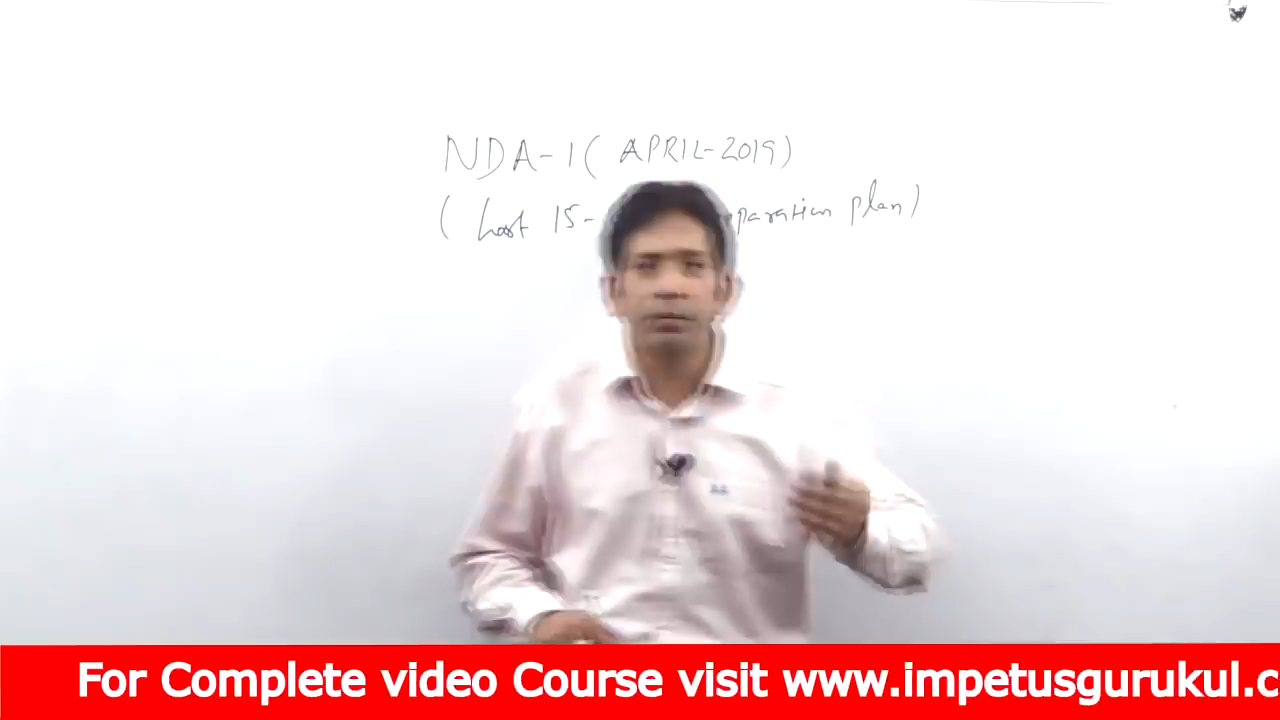 NDA-1 (APRIL-2019)
(Last 15- paration plan)
For Complete video Course visit www.impetusgurukul.c